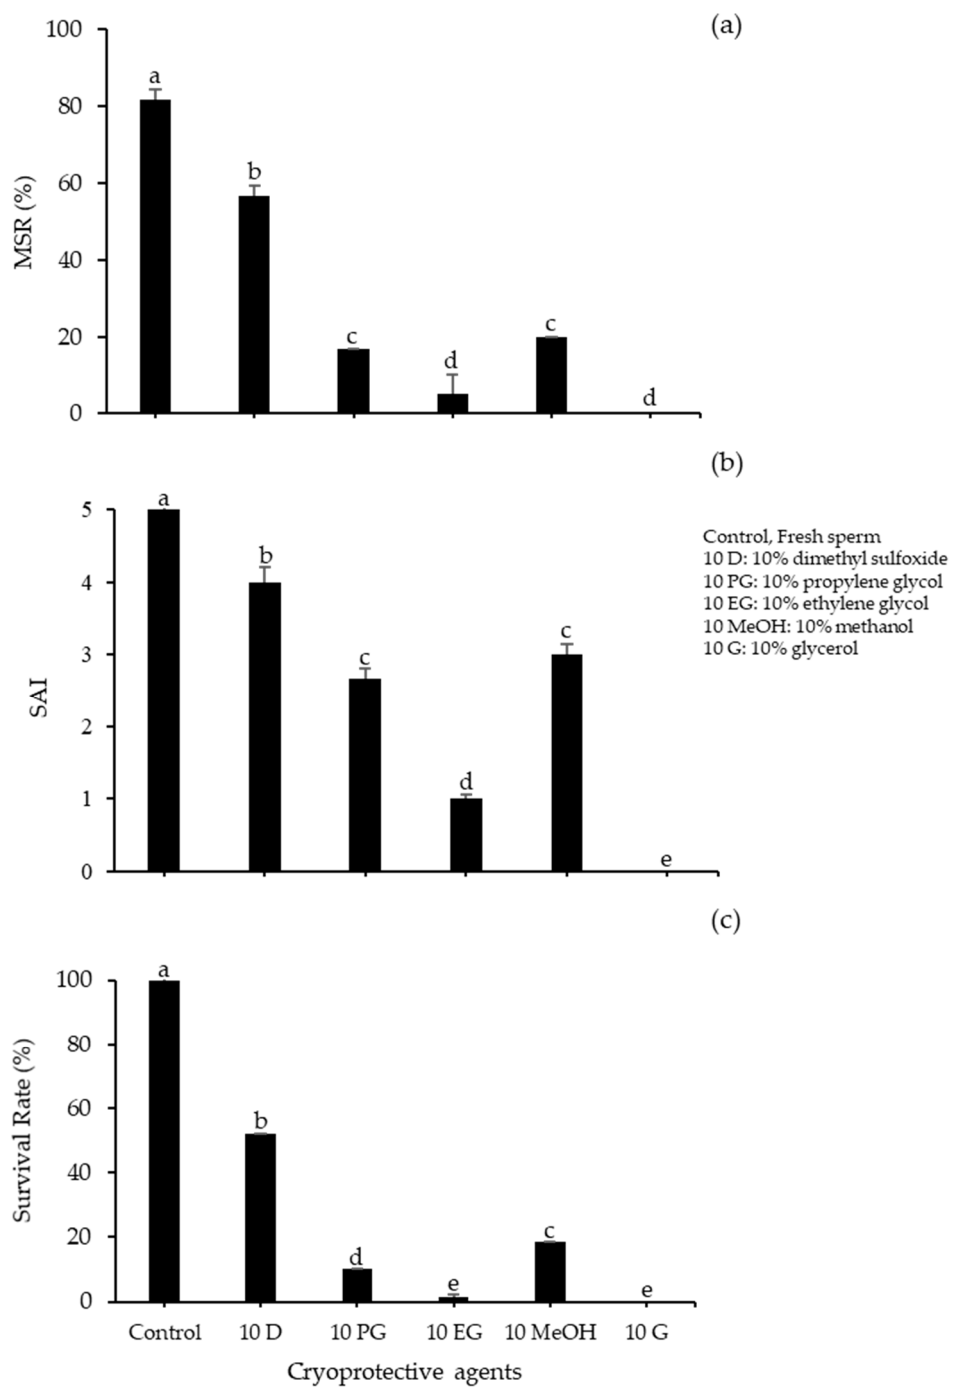 (a)
100
80
60
40
20
0
MSR (%)
a
b
c
d
c
d
(b)
5
4
3
2
1
0
SAI
a
b
c
d
c
e
Control, Fresh sperm
10 D: 10% dimethyl sulfoxide
10 PG: 10% propylene glycol
10 EG: 10% ethylene glycol
10 MeOH: 10% methanol
10 G: 10% glycerol
(c)
100
80
60
40
20
0
Survival Rate (%)
a
b
d
e
c
e
Control 10 D 10 PG 10 EG 10 MeOH 10 G
Cryoprotective agents